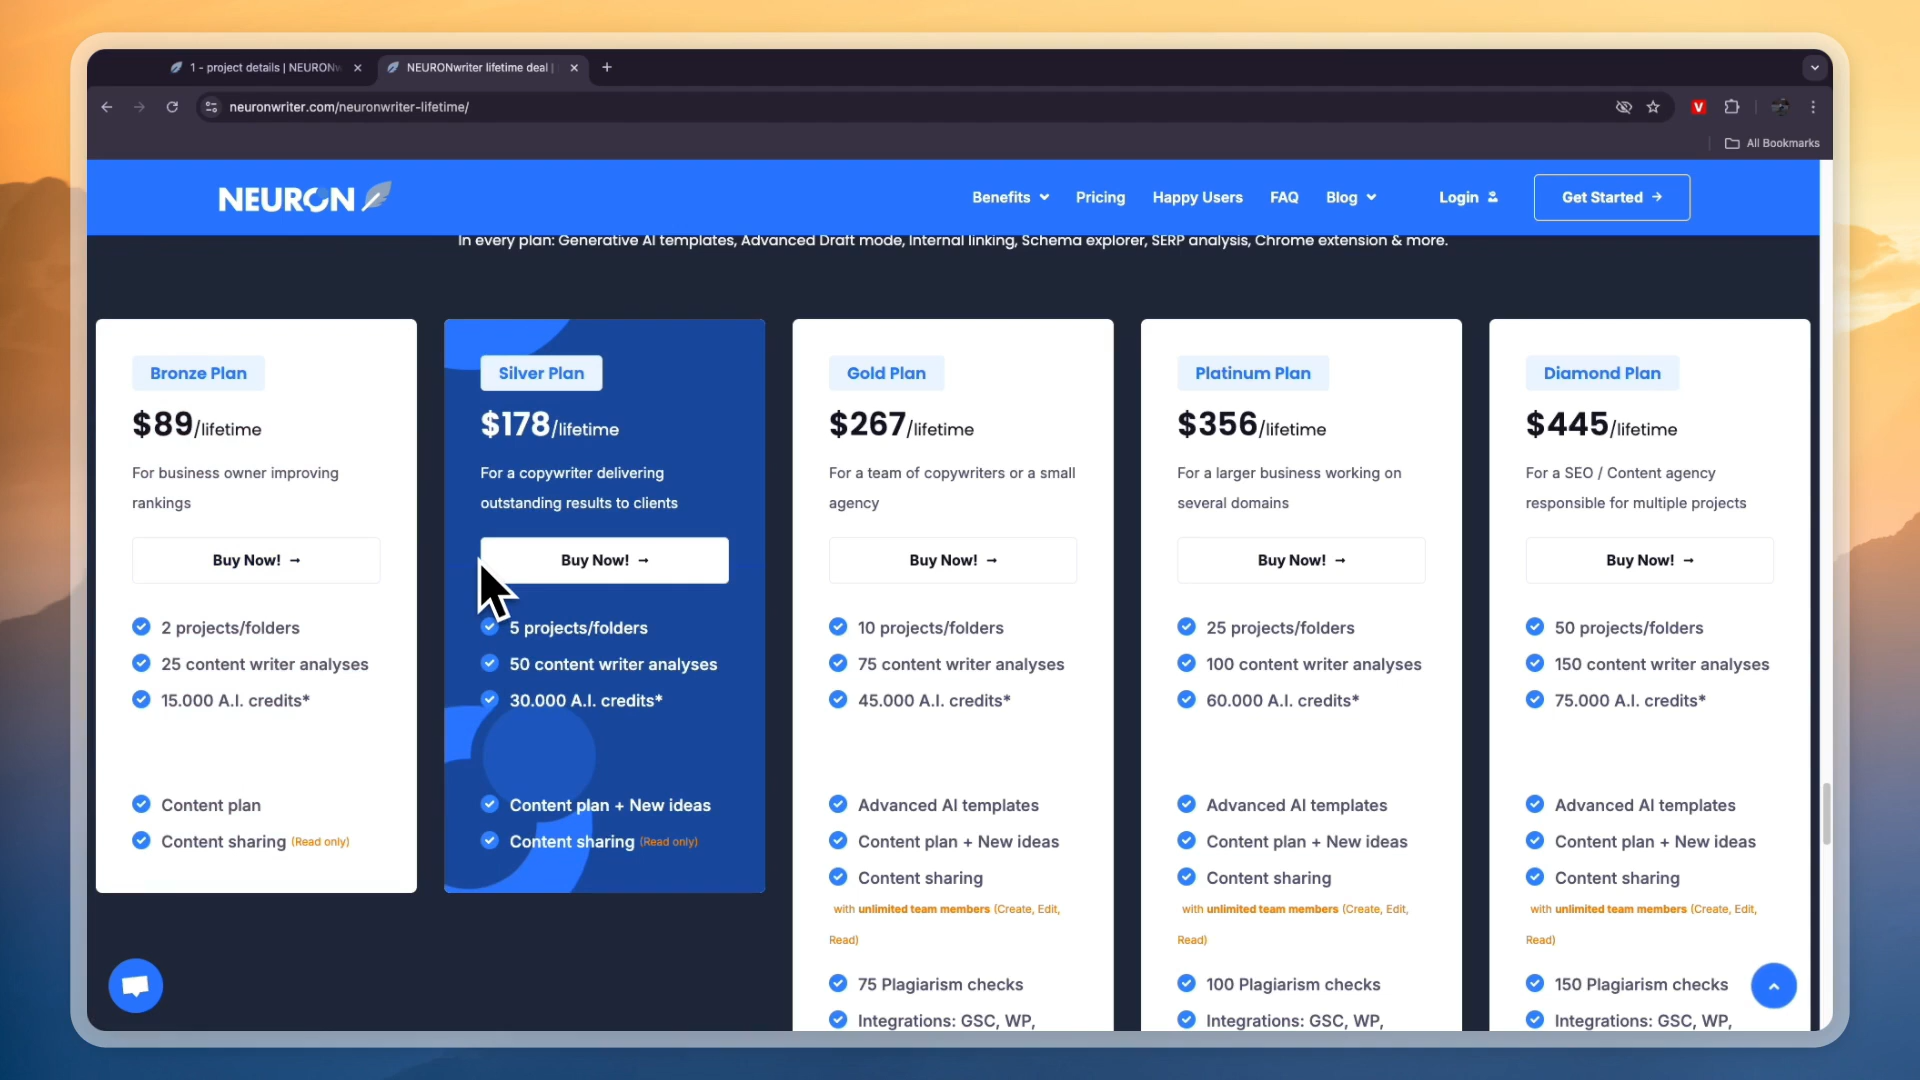 1 - project details | NEURONw
NEURONwriter lifetime deal |
neuronwriter.com/neuronwriter-lifetime/
V
All Bookmarks
NEURON
Benefits
Pricing
Happy Users
FAQ
Blog
Login
Get Started →
In every plan: Generative AI templates, Advanced Draft mode, Internal linking, Schema explorer, SERP analysis, Chrome extension & more.
Bronze Plan
$89/lifetime
For business owner improving
rankings
Buy Now! →
2 projects/folders
25 content writer analyses
15.000 A.I. credits*
Content plan
Content sharing (Read only)
Silver Plan
$178/lifetime
For a copywriter delivering
outstanding results to clients
Buy Now! →
5 projects/folders
50 content writer analyses
30.000 A.I. credits*
Content plan + New ideas
Content sharing (Read only)
Gold Plan
$267/lifetime
For a team of copywriters or a small
agency
Buy Now! →
10 projects/folders
75 content writer analyses
45.000 A.I. credits*
Advanced AI templates
Content plan + New ideas
Content sharing
with unlimited team members (Create, Edit,
Read)
75 Plagiarism checks
Integrations: GSC, WP,
Platinum Plan
$356/lifetime
For a larger business working on
several domains
Buy Now! →
25 projects/folders
100 content writer analyses
60.000 A.I. credits*
Advanced AI templates
Content plan + New ideas
Content sharing
with unlimited team members (Create, Edit,
Read)
100 Plagiarism checks
Integrations: GSC, WP,
Diamond Plan
$445/lifetime
For a SEO / Content agency
responsible for multiple projects
Buy Now! →
50 projects/folders
150 content writer analyses
75.000 A.I. credits*
Advanced AI templates
Content plan + New ideas
Content sharing
with unlimited team members (Create, Edit,
Read)
150 Plagiarism checks
Integrations: GSC, WP,